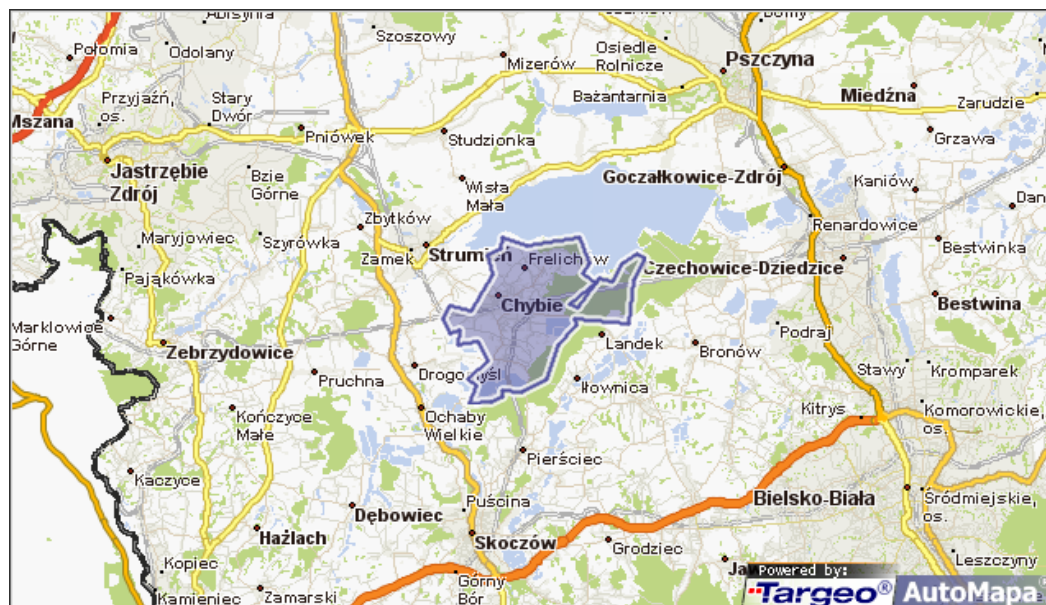 Połomia
Odolany
Szoszowy
Mizerów
Osiedle
Rolnicze
Pszczyna
Bażantarnia
Miedźna
Zarudzie
Przyjaźń,
os.
Stary
Dwór
Mszana
Pniówek
Studzionka
Grzawa
Jastrzębie
Zdrój
Bzie
Górne
Wisła
Mała
Goczałkowice-Zdrój
Kaniów
Zbytków
Renardowice
Maryjowiec
Szyrówka
Zamek
Strumień
Frelichów
Czechowice-Dziedzice
Bestwinka
Pająkówka
Chybie
Bestwina
Marklowice
Górne
Zebrzydowice
Landek
Bronów
Podraj
Pruchna
Drogomyśl
Iłownica
Stawy
Kromparek
Kończyce
Małe
Ochaby
Wielkie
Kitrys
Komorowickie,
os.
Kaczyce
Pierściec
Puścina
Bielsko-Biała
Śródmiejskie,
os.
Dębowiec
Hażlach
Skoczów
Grodziec
Leszczyny
Kopiec
Górny
Bór
Kamieniec
Zamarski
Powered by:
Targeo® AutoMapa®